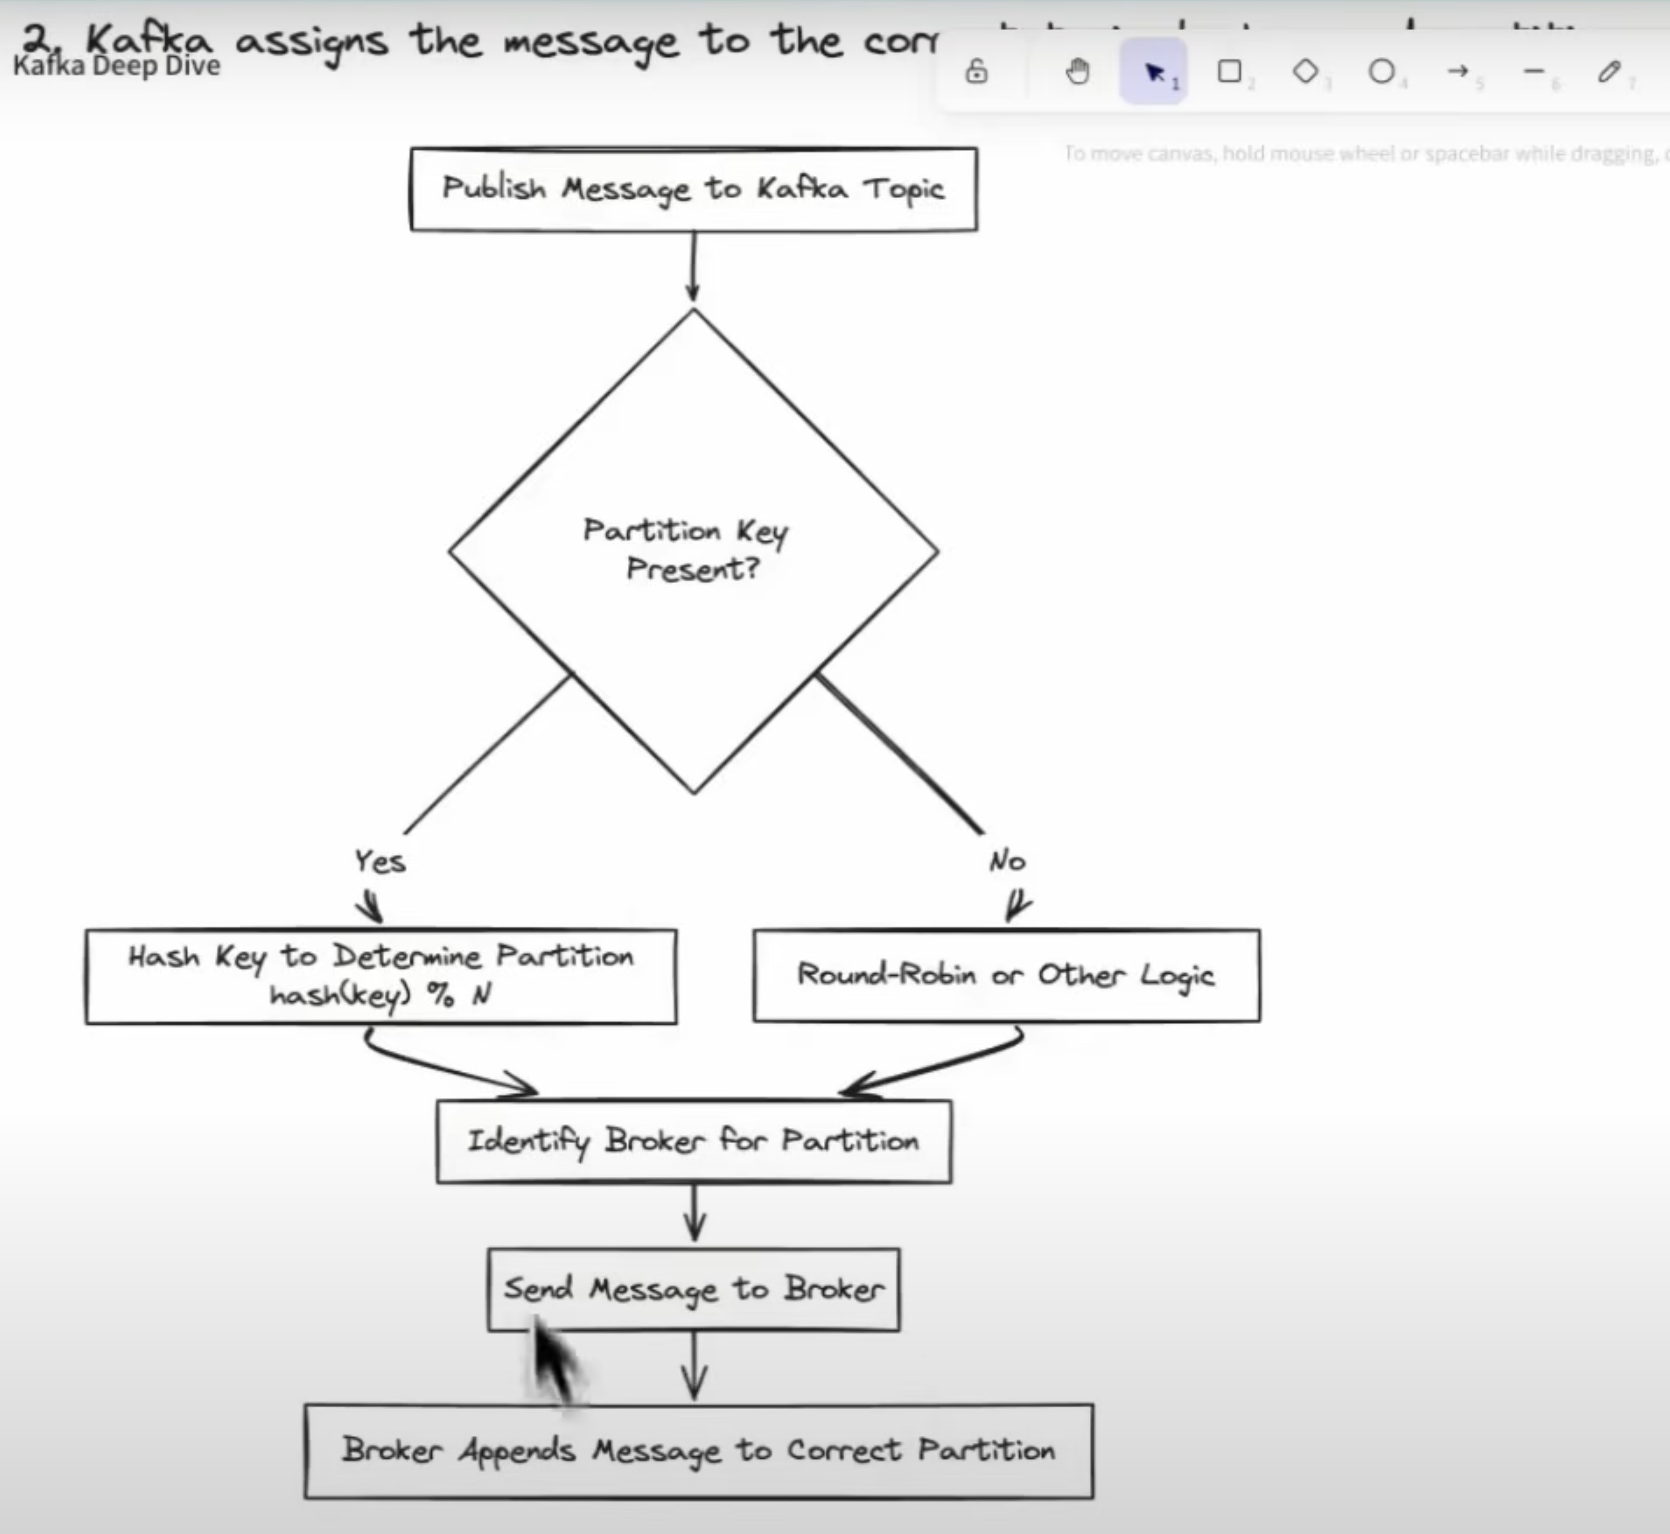 2. Kafka assigns the message to the
Kafka Deep Dive
1
2
3
4
5
6
7
To move canvas, hold mouse wheel or spacebar while dragging,
Publish Message to Kafka Topic
Partition Key
Present?
Yes
No
Hash Key to Determine Partition
hash(key) % N
Round-Robin or Other Logic
Identify Broker for Partition
Send Message to Broker
Broker Appends Message to Correct Partition